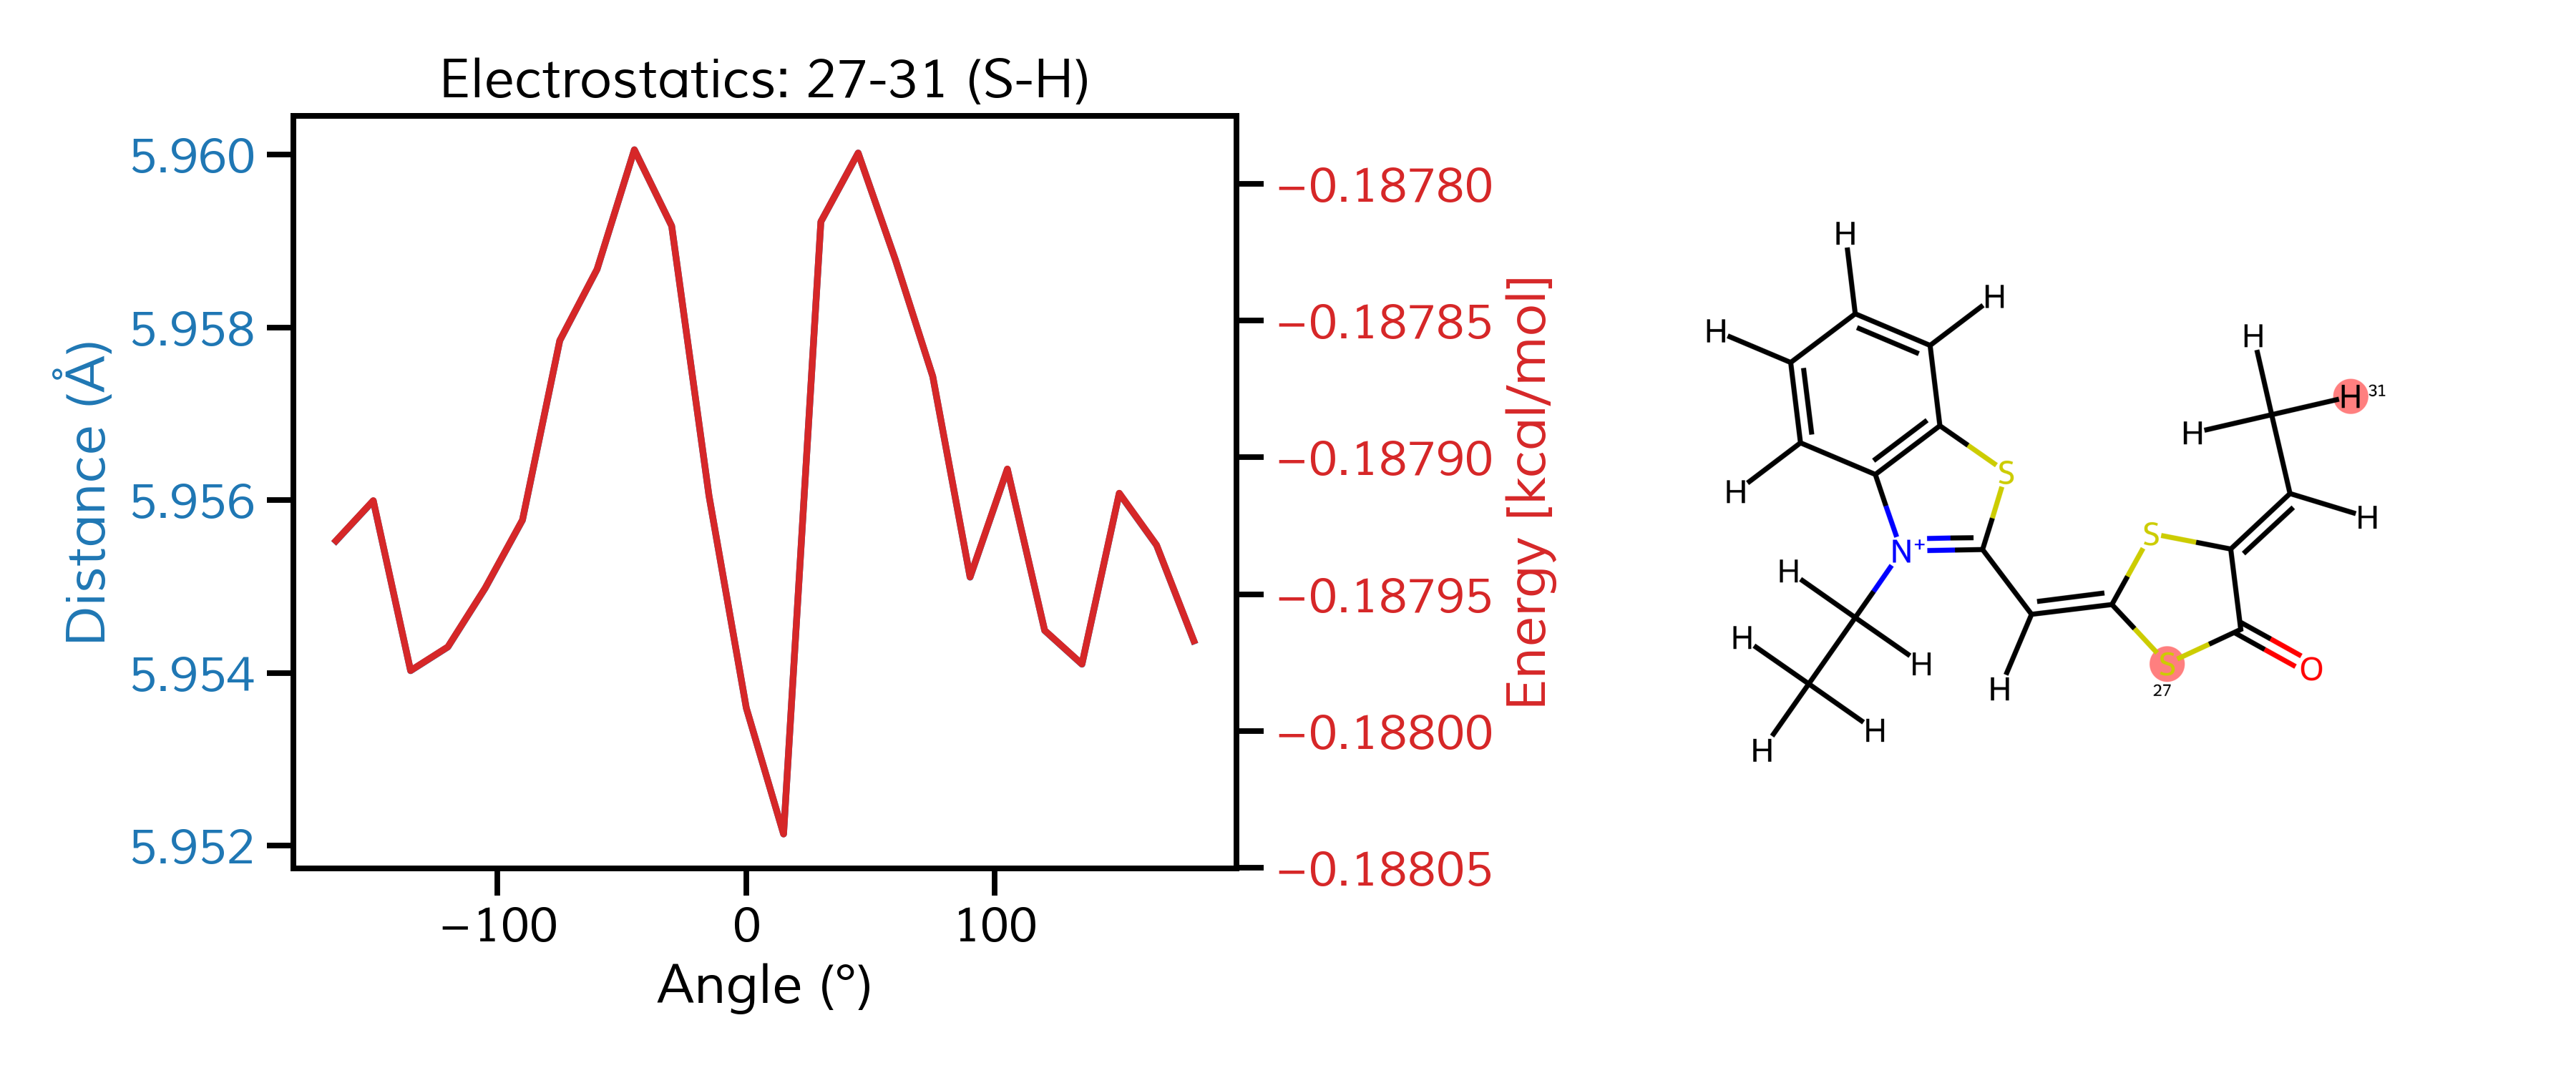 Electrostatics: 27-31 (S-H)
Distance (Å)
5.960
5.958
5.956
5.954
5.952
−0.18780
−0.18785
−0.18790
−0.18795
−0.18800
−0.18805
Energy [kcal/mol]
−100
0
100
Angle (°)
H
H
H
H
H
H 31
H
S
H
H
S
N+
H
H
H
S
27
O
H
H
H